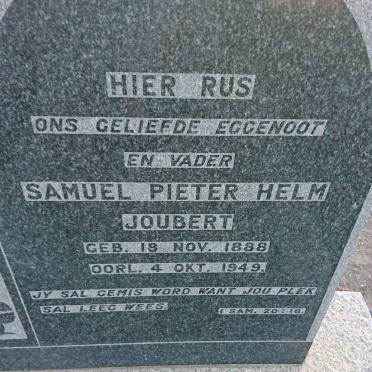 HIER RUS
ONS GELIEFDE EGGENOOT
EN VADER
SAMUEL PIETER HELM
JOUBERT
GEB. 18 NOV. 1888
OORL. 4 OKT. 1949.
JY SAL GEMIS WORD WANT JOU PLEK
SAL LEEG WEES. I SAM. 20:18.